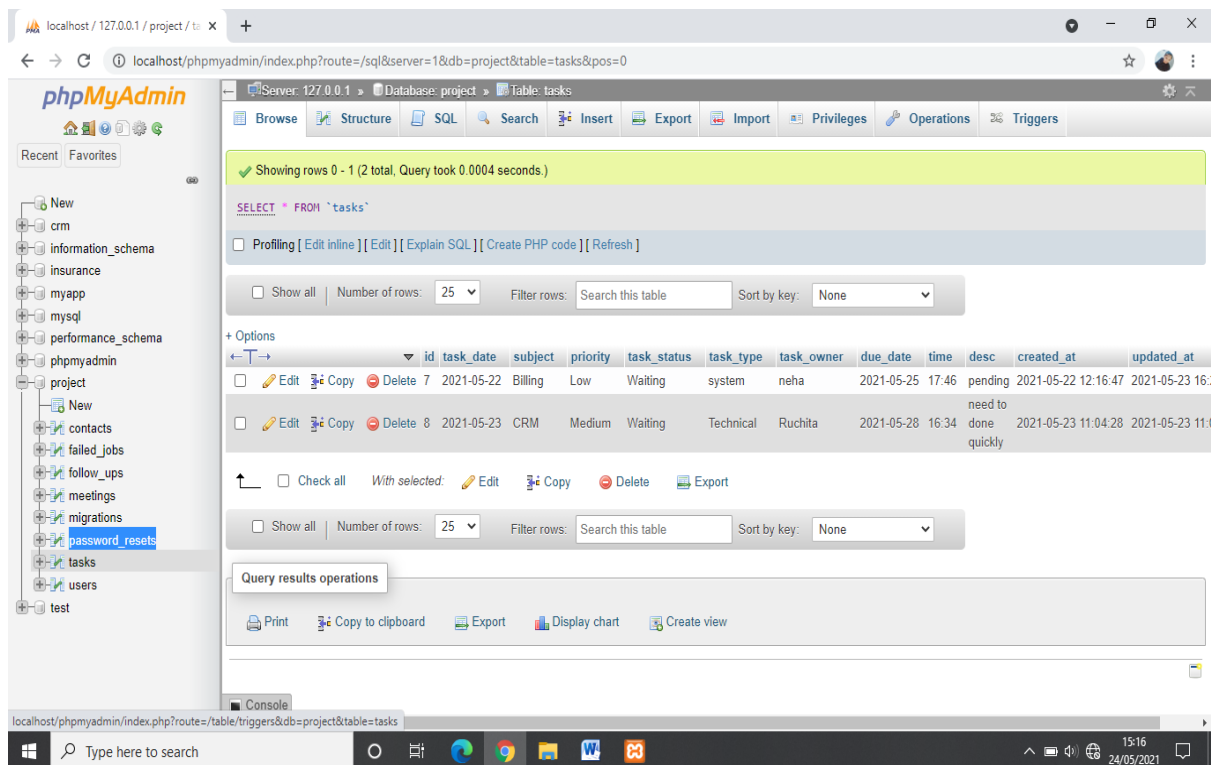 localhost / 127.0.0.1 / project / ta
localhost/phpmyadmin/index.php?route=/sql&server=1&db=project&table=tasks&pos=0
phpMyAdmin
Recent Favorites
New
crm
information_schema
insurance
myapp
mysql
performance_schema
phpmyadmin
project
New
contacts
failed_jobs
follow_ups
meetings
migrations
password_resets
tasks
users
test
Server: 127.0.0.1 » Database: project » Table: tasks
Browse Structure SQL Search Insert Export Import Privileges Operations Triggers
Showing rows 0 - 1 (2 total, Query took 0.0004 seconds.)
SELECT * FROM `tasks`
Profiling [ Edit inline ] [ Edit ] [ Explain SQL ] [ Create PHP code ] [ Refresh ]
Show all | Number of rows: 25 Filter rows: Search this table Sort by key: None
+ Options
←T→ id task_date subject priority task_status task_type task_owner due_date time desc created_at updated_at
Edit Copy Delete 7 2021-05-22 Billing Low Waiting system neha 2021-05-25 17:46 pending 2021-05-22 12:16:47 2021-05-23 16:
Edit Copy Delete 8 2021-05-23 CRM Medium Waiting Technical Ruchita 2021-05-28 16:34 need to done quickly 2021-05-23 11:04:28 2021-05-23 11:
Check all With selected: Edit Copy Delete Export
Show all | Number of rows: 25 Filter rows: Search this table Sort by key: None
Query results operations
Print Copy to clipboard Export Display chart Create view
Console
localhost/phpmyadmin/index.php?route=/table/triggers&db=project&table=tasks
Type here to search
15:16
24/05/2021